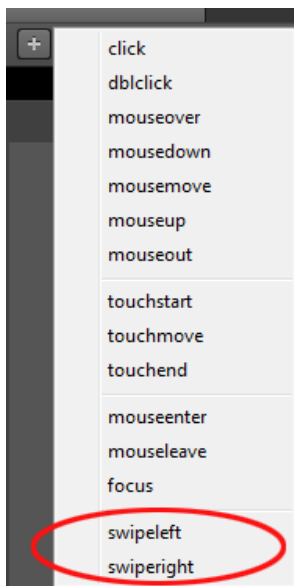 click
dblclick
mouseover
mousedown
mousemove
mouseup
mouseout
touchstart
touchmove
touchend
mouseenter
mouseleave
focus
swipeleft
swiperight